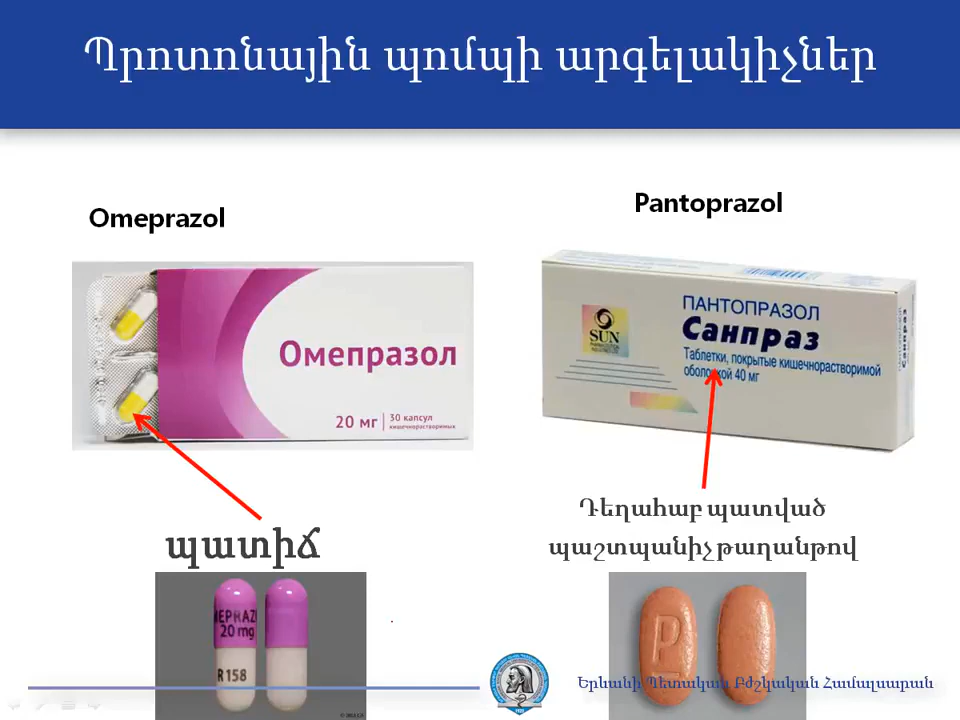 Պրոտոնային պոմպի արգելակիչներ
Omeprazol
Pantoprazol
Омепразол
20 мг
30 капсул
кишечнорастворимых
ПАНТОПРАЗОЛ
Санпраз
Таблетки, покрытые кишечнорастворимой
оболочкой 40 мг
SUN
Санпраз
պատիճ
Դեղահաբ պատված
պաշտպանիչ թաղանթով
20 mg
R158
P
Երևանի Պետական Բժշկական Համալսարան